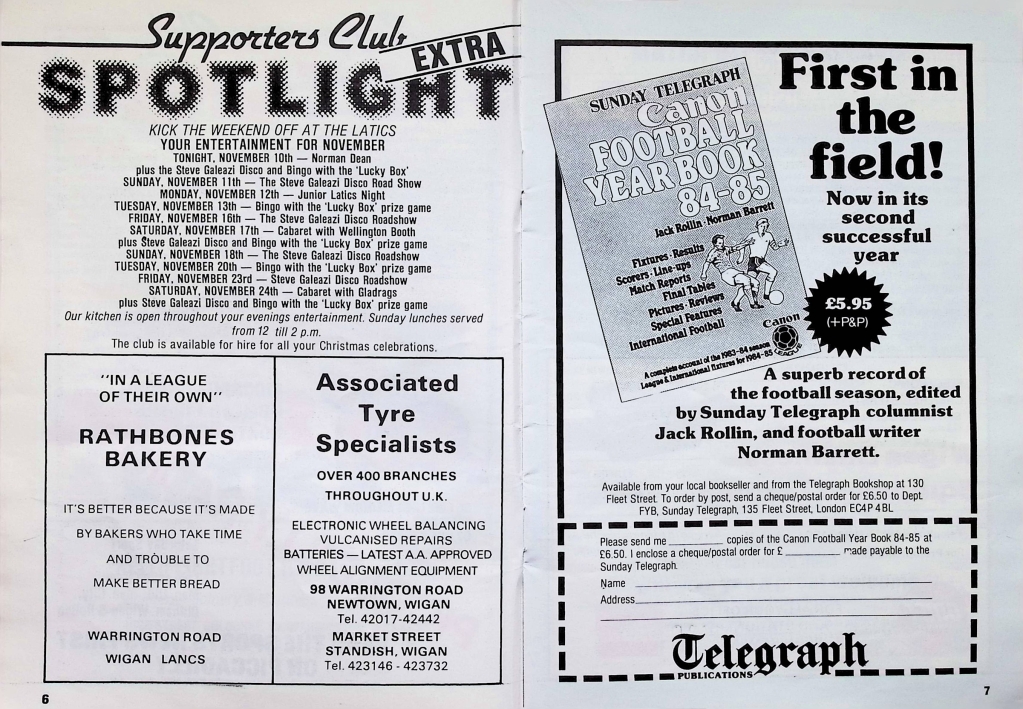 Supporters Club
EXTRA
SPOTLIGHT
KICK THE WEEKEND OFF AT THE LATICS
YOUR ENTERTAINMENT FOR NOVEMBER
TONIGHT, NOVEMBER 10th — Norman Dean
plus the Steve Galeazi Disco and Bingo with the 'Lucky Box'
SUNDAY, NOVEMBER 11th — The Steve Galeazi Disco Road Show
MONDAY, NOVEMBER 12th — Junior Latics Night
TUESDAY, NOVEMBER 13th — Bingo with the 'Lucky Box' prize game
FRIDAY, NOVEMBER 16th — The Steve Galeazi Disco Roadshow
SATURDAY, NOVEMBER 17th — Cabaret with Wellington Booth
plus Steve Galeazi Disco and Bingo with the 'Lucky Box' prize game
SUNDAY, NOVEMBER 18th — The Steve Galeazi Disco Roadshow
TUESDAY, NOVEMBER 20th — Bingo with the 'Lucky Box' prize game
FRIDAY, NOVEMBER 23rd — Steve Galeazi Disco Roadshow
SATURDAY, NOVEMBER 24th — Cabaret with Gladrags
plus Steve Galeazi Disco and Bingo with the 'Lucky Box' prize game
Our kitchen is open throughout your evenings entertainment. Sunday lunches served
from 12 till 2 p.m.
The club is available for hire for all your Christmas celebrations.
"IN A LEAGUE
OF THEIR OWN"
RATHBONES
BAKERY
IT'S BETTER BECAUSE IT'S MADE
BY BAKERS WHO TAKE TIME
AND TROUBLE TO
MAKE BETTER BREAD
WARRINGTON ROAD
WIGAN LANCS
Associated
Tyre
Specialists
OVER 400 BRANCHES
THROUGHOUT U.K.
ELECTRONIC WHEEL BALANCING
VULCANISED REPAIRS
BATTERIES — LATEST A.A. APPROVED
WHEEL ALIGNMENT EQUIPMENT
98 WARRINGTON ROAD
NEWTOWN, WIGAN
Tel. 42017-42442
MARKET STREET
STANDISH, WIGAN
Tel. 423146 - 423732
6
SUNDAY TELEGRAPH
Canon
FOOTBALL
YEAR BOOK
84-85
Jack Rollin · Norman Barrett
Fixtures · Results
Scorers · Line-ups
Match Reports
Final Tables
Pictures · Reviews
Special Features
International Football
Canon
LEAGUE
A complete account of the 1983-84 season
League & International fixtures for 1984-85
First in
the
field!
Now in its
second
successful
year
£5.95
(+P&P)
A superb record of
the football season, edited
by Sunday Telegraph columnist
Jack Rollin, and football writer
Norman Barrett.
Available from your local bookseller and from the Telegraph Bookshop at 130
Fleet Street. To order by post, send a cheque/postal order for £6.50 to Dept.
FYB, Sunday Telegraph, 135 Fleet Street, London EC4P 4BL
Please send me ________ copies of the Canon Football Year Book 84-85 at
£6.50. I enclose a cheque/postal order for £ ________ made payable to the
Sunday Telegraph.
Name
Address
Telegraph
PUBLICATIONS
7